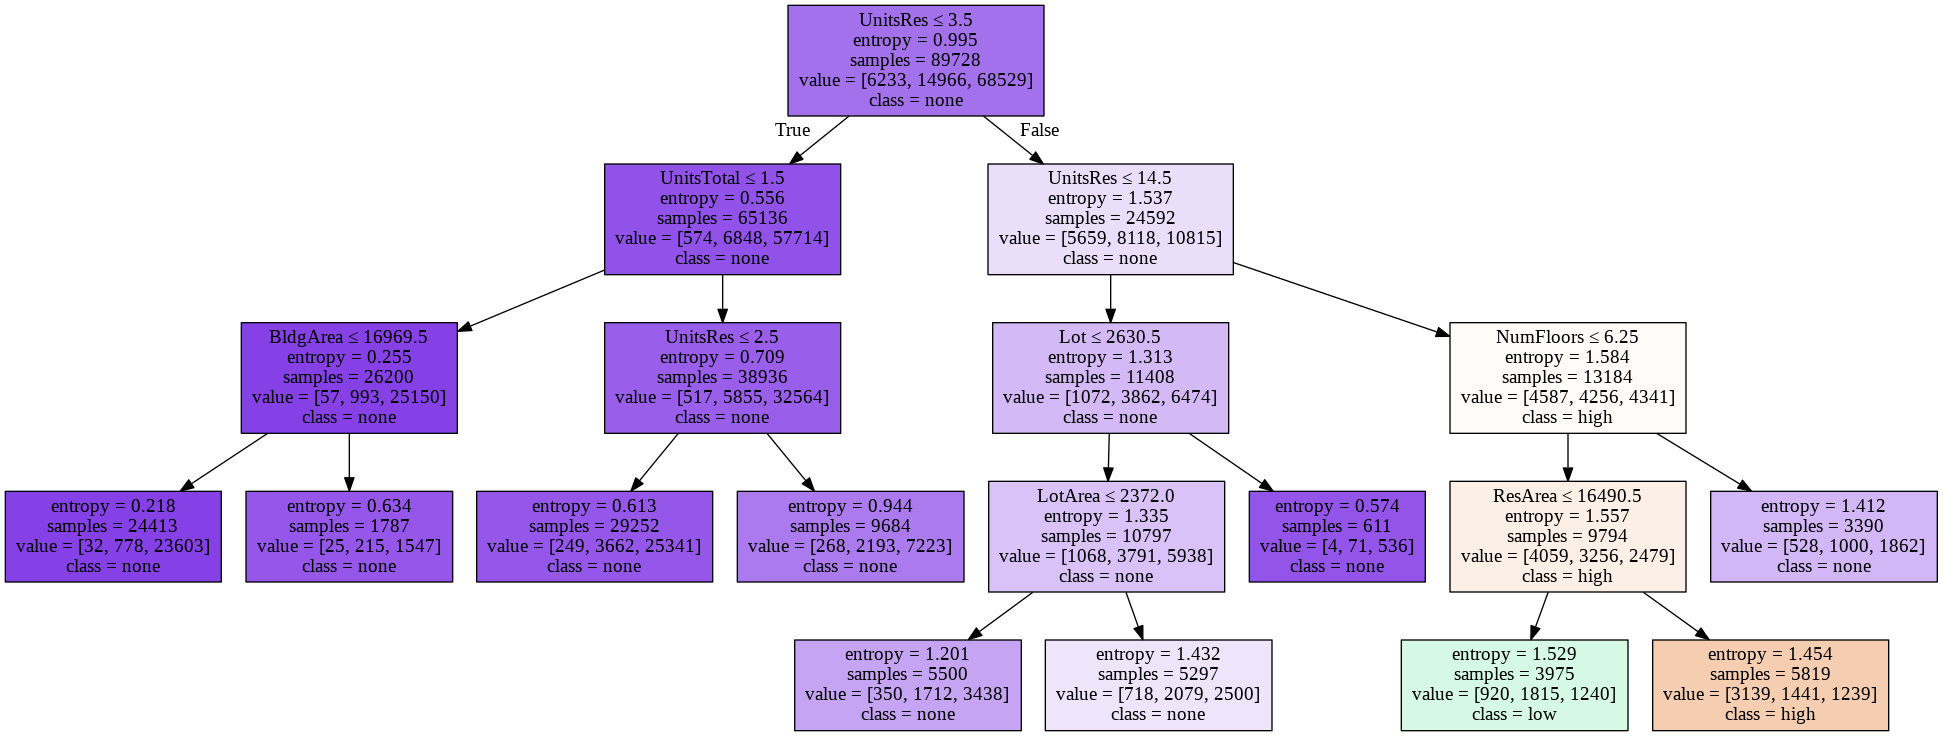 UnitsRes ≤ 3.5
entropy = 0.995
samples = 89728
value = [6233, 14966, 68529]
class = none
True
False
UnitsTotal ≤ 1.5
entropy = 0.556
samples = 65136
value = [574, 6848, 57714]
class = none
UnitsRes ≤ 14.5
entropy = 1.537
samples = 24592
value = [5659, 8118, 10815]
class = none
BldgArea ≤ 16969.5
entropy = 0.255
samples = 26200
value = [57, 993, 25150]
class = none
UnitsRes ≤ 2.5
entropy = 0.709
samples = 38936
value = [517, 5855, 32564]
class = none
Lot ≤ 2630.5
entropy = 1.313
samples = 11408
value = [1072, 3862, 6474]
class = none
NumFloors ≤ 6.25
entropy = 1.584
samples = 13184
value = [4587, 4256, 4341]
class = high
entropy = 0.218
samples = 24413
value = [32, 778, 23603]
class = none
entropy = 0.634
samples = 1787
value = [25, 215, 1547]
class = none
entropy = 0.613
samples = 29252
value = [249, 3662, 25341]
class = none
entropy = 0.944
samples = 9684
value = [268, 2193, 7223]
class = none
LotArea ≤ 2372.0
entropy = 1.335
samples = 10797
value = [1068, 3791, 5938]
class = none
entropy = 0.574
samples = 611
value = [4, 71, 536]
class = none
ResArea ≤ 16490.5
entropy = 1.557
samples = 9794
value = [4059, 3256, 2479]
class = high
entropy = 1.412
samples = 3390
value = [528, 1000, 1862]
class = none
entropy = 1.201
samples = 5500
value = [350, 1712, 3438]
class = none
entropy = 1.432
samples = 5297
value = [718, 2079, 2500]
class = none
entropy = 1.529
samples = 3975
value = [920, 1815, 1240]
class = low
entropy = 1.454
samples = 5819
value = [3139, 1441, 1239]
class = high